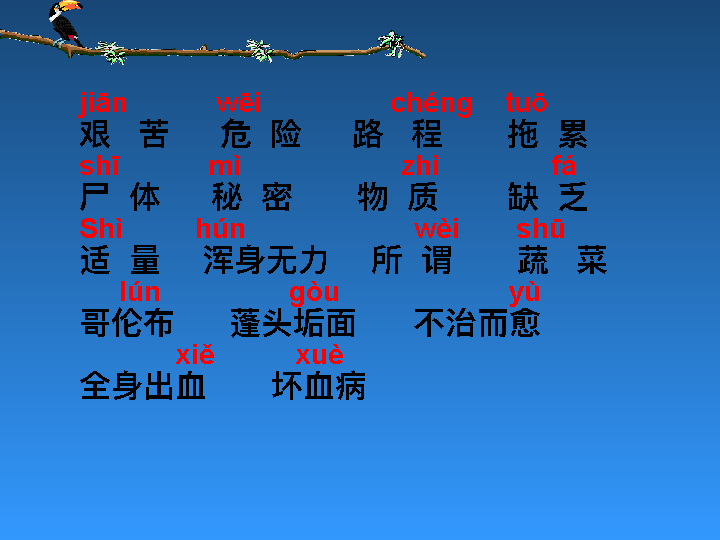 jiān wēi chéng tuō
艰 苦 危 险 路 程 拖 累
shī mì zhì fá
尸 体 秘 密 物 质 缺 乏
Shì hún wèi shū
适 量 浑身无力 所 谓 蔬 菜
lún gòu yù
哥伦布 蓬头垢面 不治而愈
xiě xuè
全身出血 坏血病